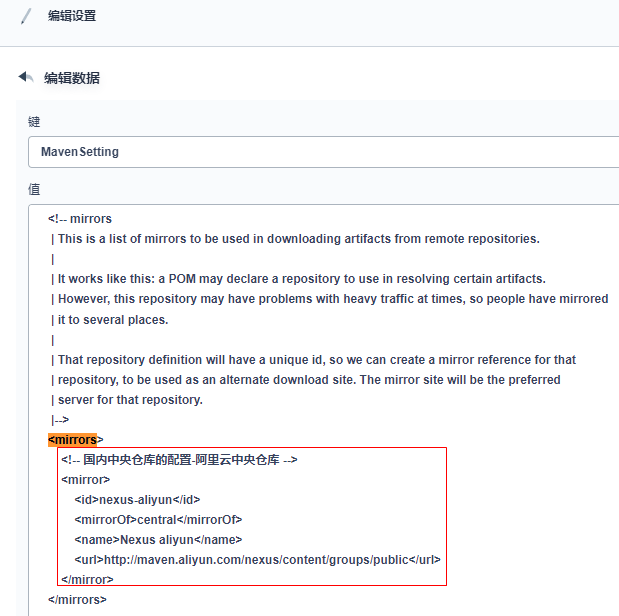 编辑设置
编辑数据
键
MavenSetting
值
<!-- mirrors
| This is a list of mirrors to be used in downloading artifacts from remote repositories.
|
| It works like this: a POM may declare a repository to use in resolving certain artifacts.
| However, this repository may have problems with heavy traffic at times, so people have mirrored
| it to several places.
|
| That repository definition will have a unique id, so we can create a mirror reference for that
| repository, to be used as an alternate download site. The mirror site will be the preferred
| server for that repository.
|-->
<mirrors>
<!-- 国内中央仓库的配置-阿里云中央仓库 -->
<mirror>
<id>nexus-aliyun</id>
<mirrorOf>central</mirrorOf>
<name>Nexus aliyun</name>
<url>http://maven.aliyun.com/nexus/content/groups/public</url>
</mirror>
</mirrors>